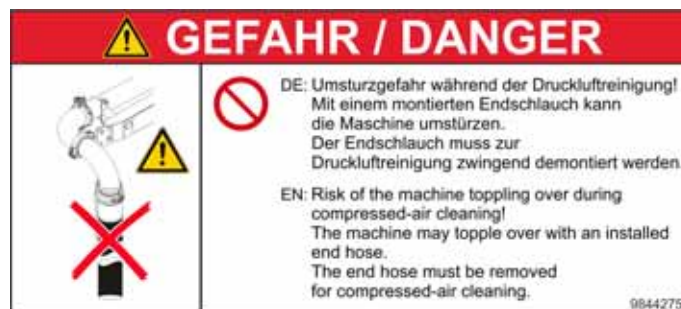 GEFAHR / DANGER
DE: Umsturzgefahr während der Druckluftreinigung!
Mit einem montierten Endschlauch kann
die Maschine umstürzen.
Der Endschlauch muss zur
Druckluftreinigung zwingend demontiert werden
EN: Risk of the machine toppling over during
compressed-air cleaning!
The machine may topple over with an installed
end hose.
The end hose must be removed
for compressed-air cleaning.
9844275